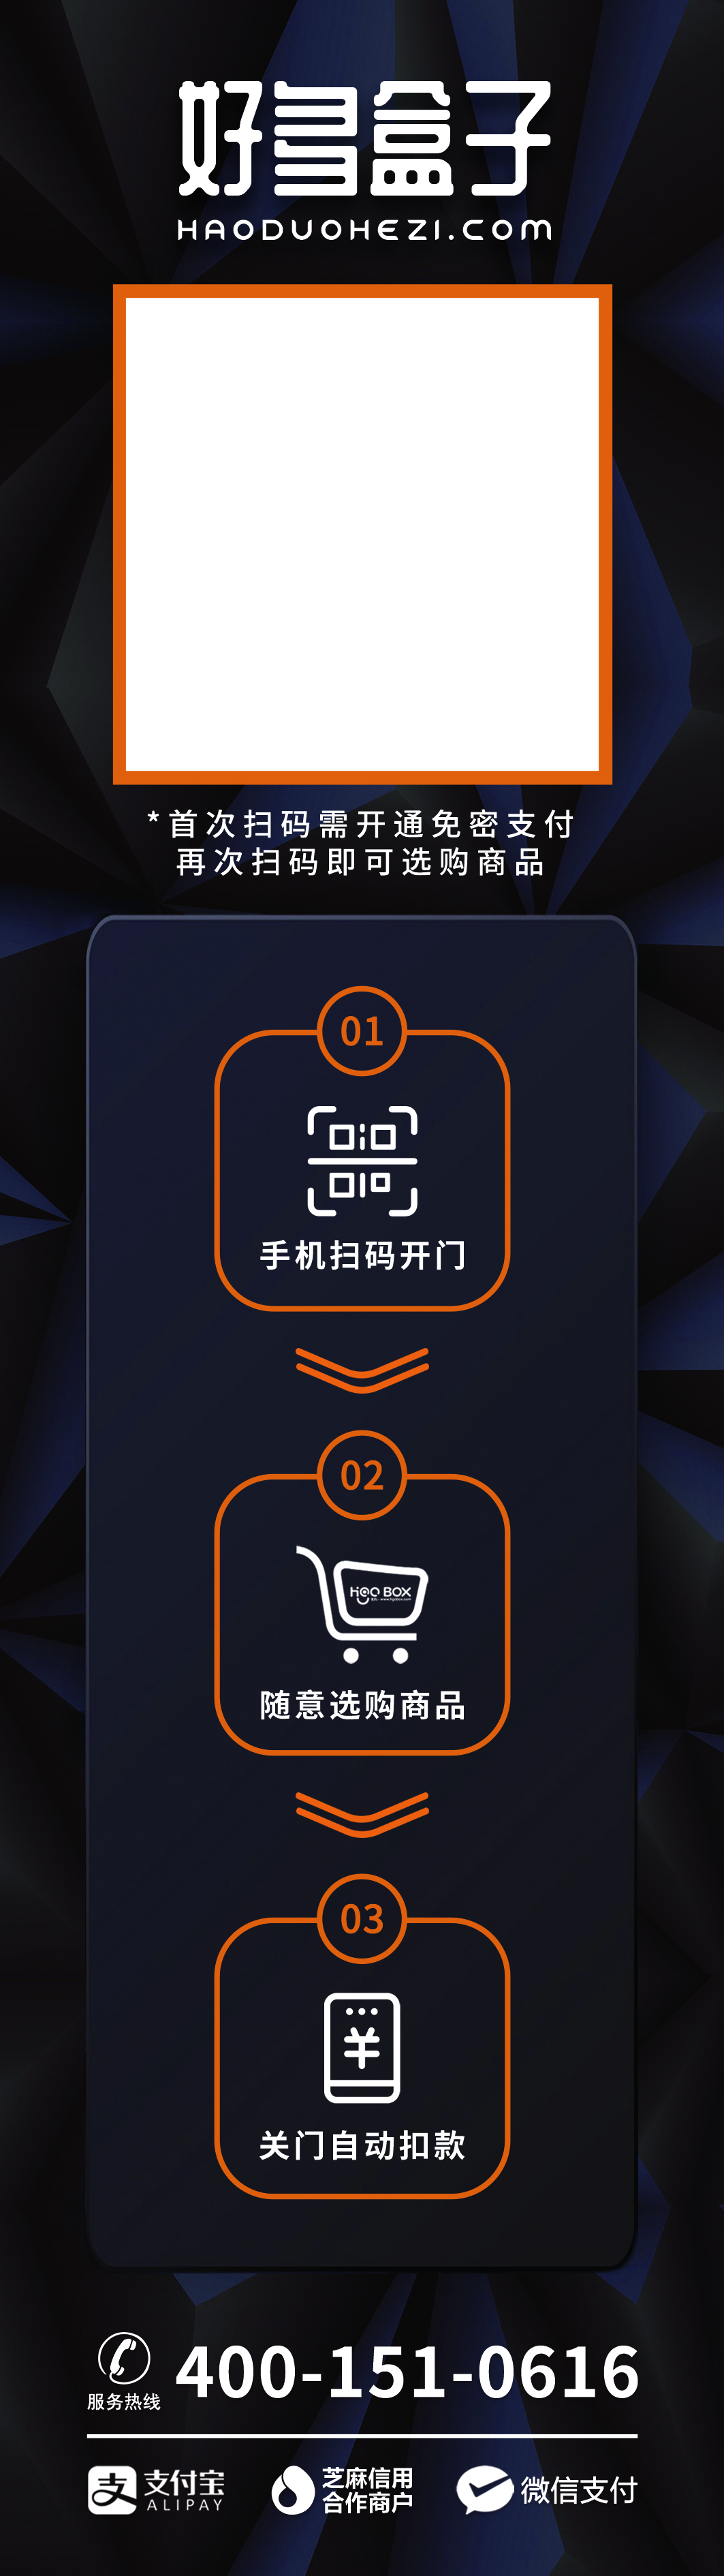 好多盒子
HAODUOHEZI.COM
*首次扫码需开通免密支付
再次扫码即可选购商品
01
手机扫码开门
02
HQO BOX
随意选购商品
03
¥
关门自动扣款
服务热线
400-151-0616
支付宝
ALIPAY
芝麻信用
合作商户
微信支付